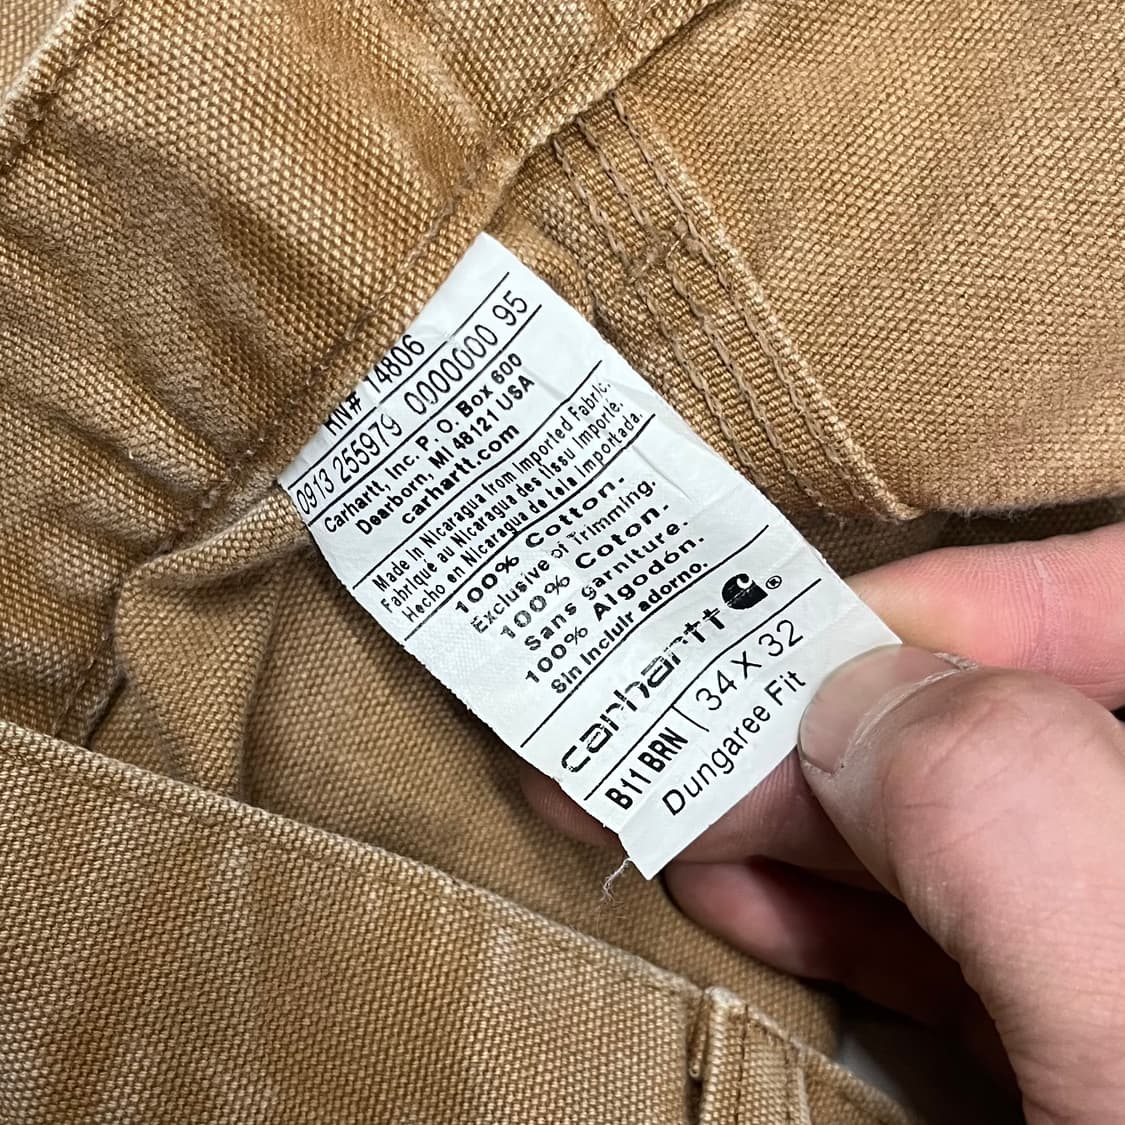 RN# 14806
0913 255979 0000000 95
Carhartt, Inc. P. O. Box 600
Dearborn, MI 48121 USA
carhartt.com
Made in Nicaragua from Imported Fabric.
Fabriqué au Nicaragua des tissu Importé.
Hecho en Nicaragua de tela Importada.
100% Cotton.
Exclusive of Trimming.
100% Coton.
Sans garniture.
100% Algodón.
Sin Incluir adorno.
carhartt ®
B11 BRN | 34 X 32
Dungaree Fit